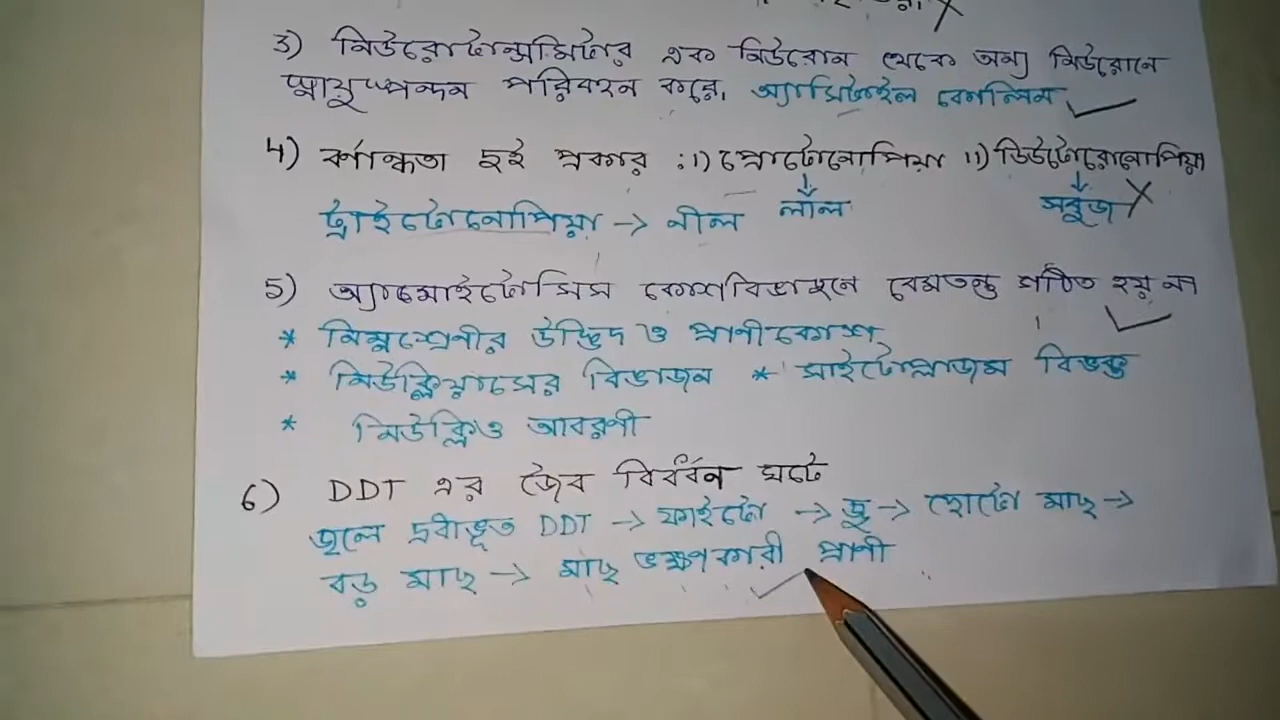 3) নিউরোট্রান্সমিটার এক নিউরোন থেকে অন্য নিউরোনে
স্নায়ুস্পন্দন পরিবহন করে। অ্যাসিটাইল কোলিন ✓
4) বর্ণান্ধতা দুই প্রকার : i) প্রোটোনোপিয়া ii) ডিউটোরোনোপিয়া
ট্রাইটোনোপিয়া → নীল লাল সবুজ X
5) অ্যামাইটোসিস কোশবিভাজনে বেমতন্তু গঠিত হয় না ✓
* নিম্নশ্রেনীর উদ্ভিদ ও প্রানীকোশ
* নিউক্লিয়াসের বিভাজন * সাইটোপ্লাজম বিভক্ত
* নিউক্লিও আবরণী
6) DDT এর জৈব বিবর্ধন ঘটে
জলে দ্রবীভূত DDT → ফাইটো → জু → ছোটো মাছ →
বড় মাছ → মাছ ভক্ষণকারী প্রাণী ✓